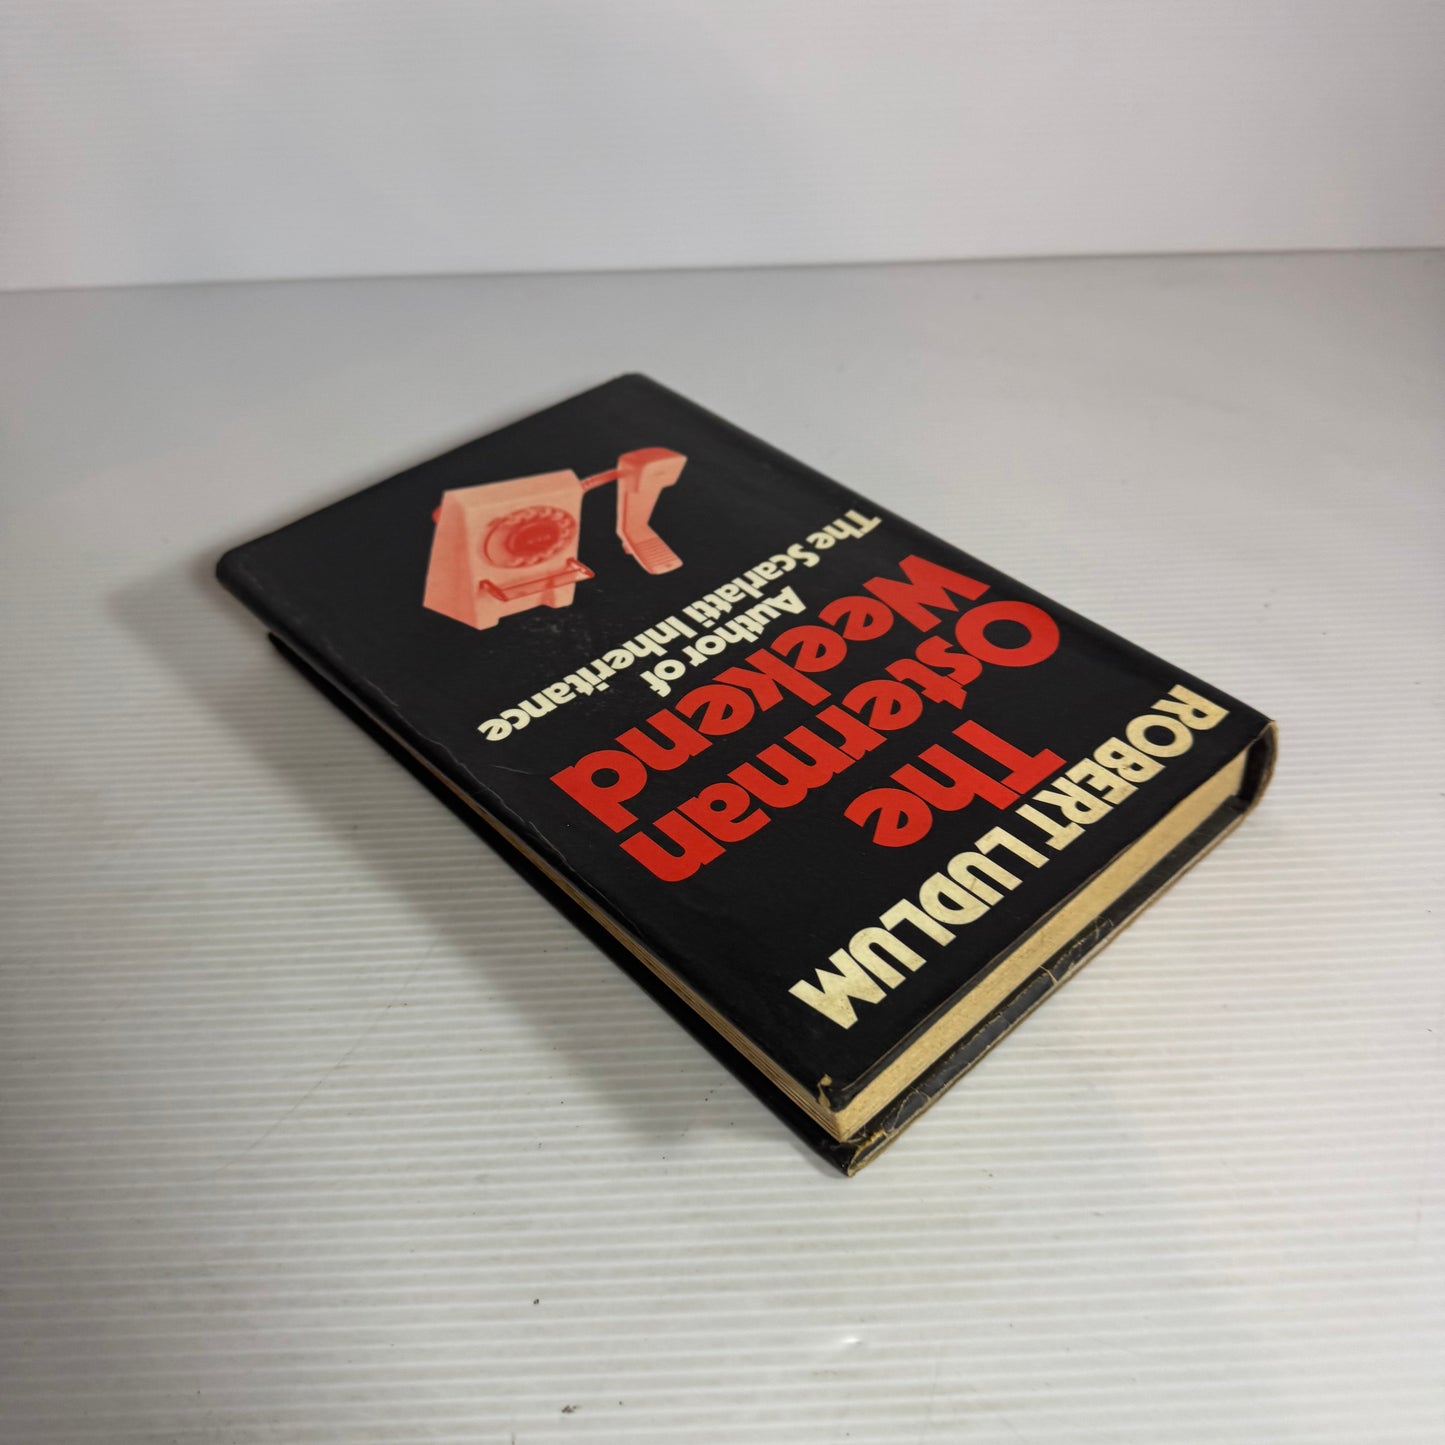 ROBERT LUDLUM
The
Osterman
Weekend
Author of
The Scarlatti Inheritance